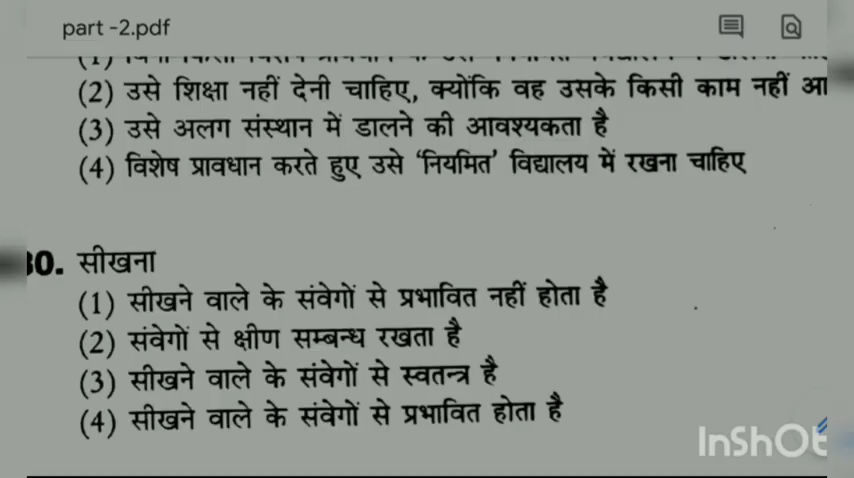 part -2.pdf
(2) उसे शिक्षा नहीं देनी चाहिए, क्योंकि वह उसके किसी काम नहीं आ
(3) उसे अलग संस्थान में डालने की आवश्यकता है
(4) विशेष प्रावधान करते हुए उसे ‘नियमित’ विद्यालय में रखना चाहिए
30. सीखना
(1) सीखने वाले के संवेगों से प्रभावित नहीं होता है
(2) संवेगों से क्षीण सम्बन्ध रखता है
(3) सीखने वाले के संवेगों से स्वतन्त्र है
(4) सीखने वाले के संवेगों से प्रभावित होता है
InShOt